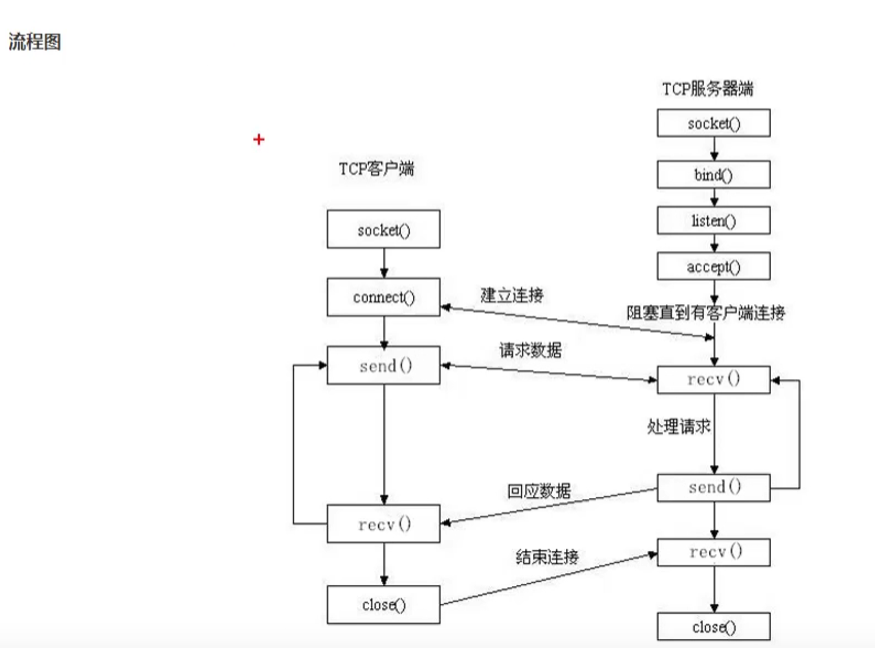 流程图
TCP服务器端
socket()
bind()
listen()
accept()
阻塞直到有客户端连接
recv()
处理请求
send()
recv()
close()
TCP客户端
socket()
connect()
send()
recv()
close()
建立连接
请求数据
回应数据
结束连接